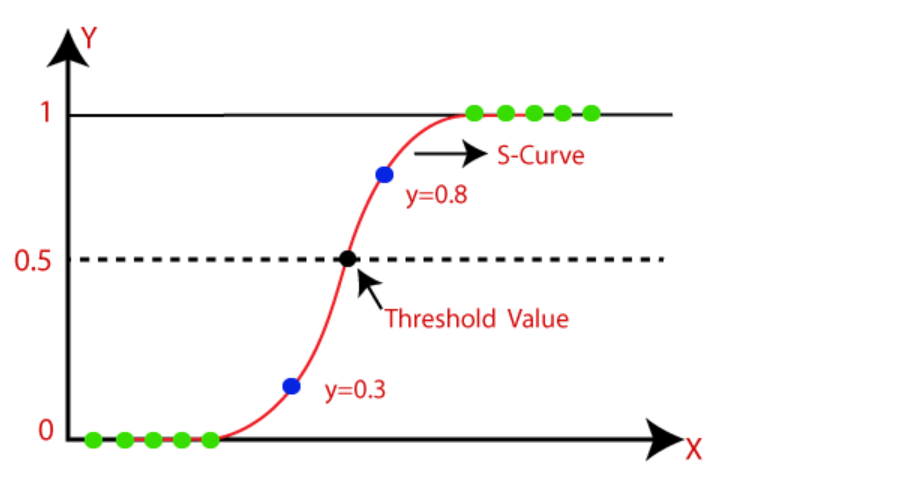 Y
1
S-Curve
y=0.8
0.5
Threshold Value
y=0.3
0
X